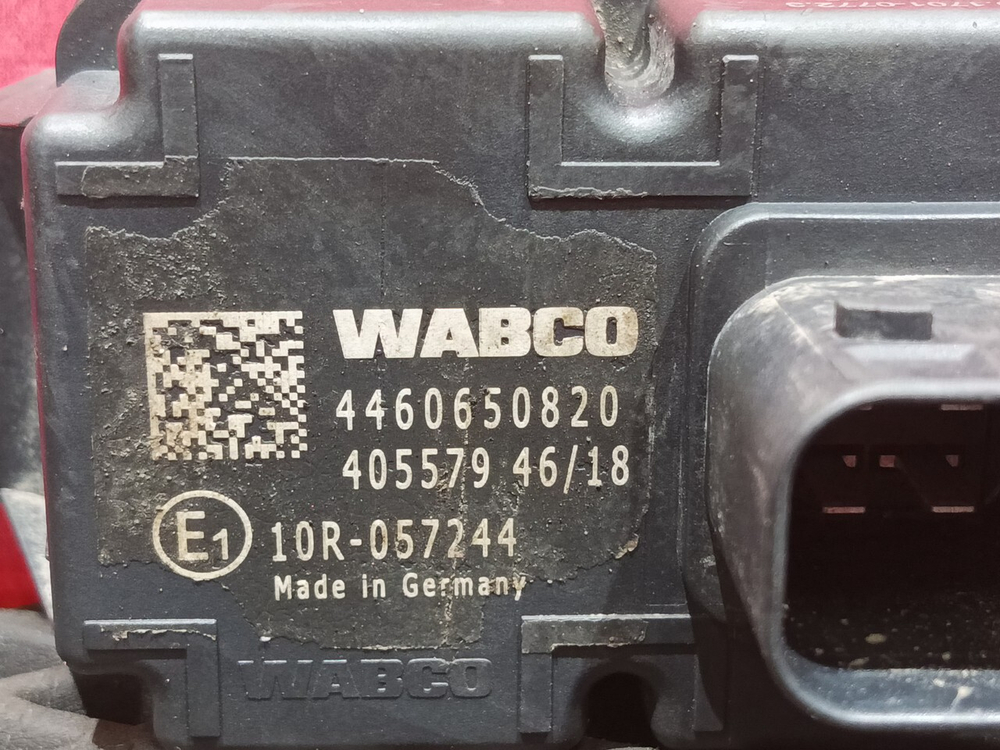 WABCO
4460650820
405579 46/18
E1
10R-057244
Made in Germany
WABCO